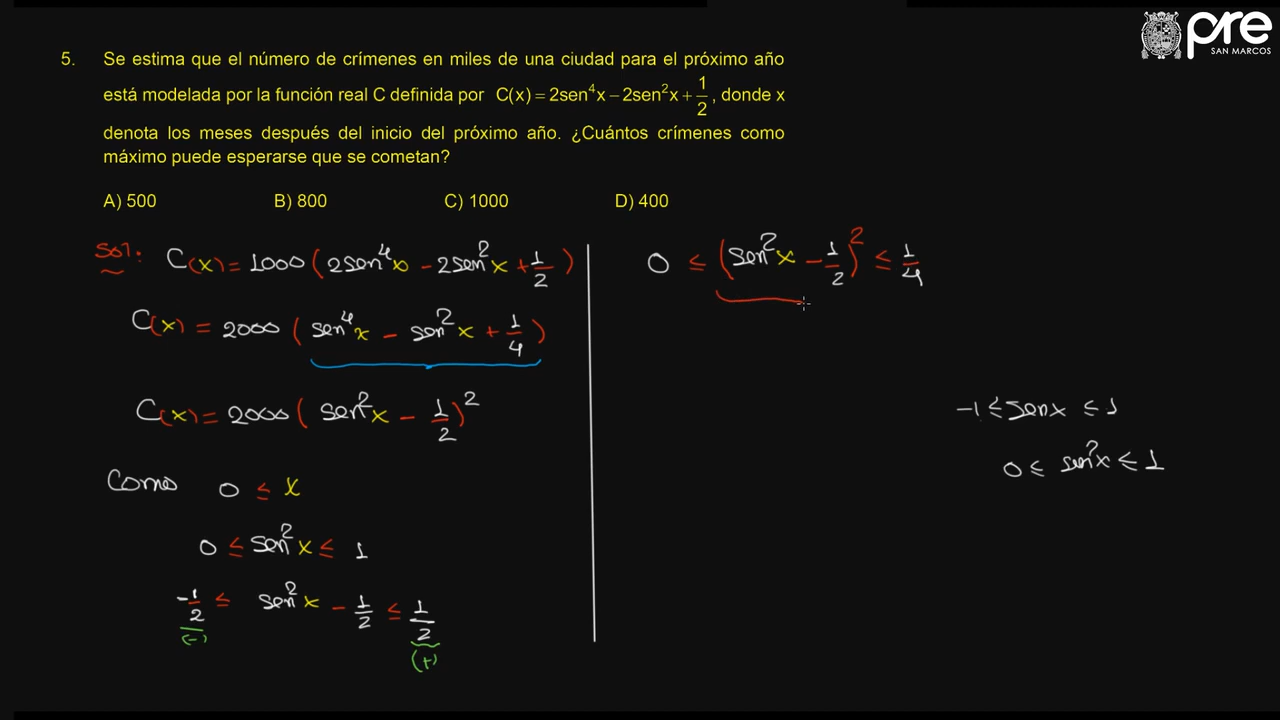 pre
SAN MARCOS
5. Se estima que el número de crímenes en miles de una ciudad para el próximo año
está modelada por la función real C definida por C(x) = 2sen⁴x – 2sen²x + 1/2, donde x
denota los meses después del inicio del próximo año. ¿Cuántos crímenes como
máximo puede esperarse que se cometan?
A) 500 B) 800 C) 1000 D) 400
Sol: C(x) = 1000 (2sen⁴x - 2sen²x + 1/2)
C(x) = 2000 (sen⁴x - sen²x + 1/4)
C(x) = 2000 (sen²x - 1/2)²
Como 0 ≤ x
0 ≤ sen²x ≤ 1
-1/2 ≤ sen²x - 1/2 ≤ 1/2
(-) (+)
0 ≤ (sen²x - 1/2)² ≤ 1/4
-1 ≤ senx ≤ 1
0 ≤ sen²x ≤ 1